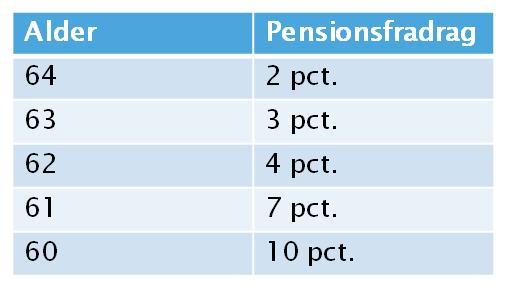 Alder Pensionsfradrag
64 2 pct.
63 3 pct.
62 4 pct.
61 7 pct.
60 10 pct.